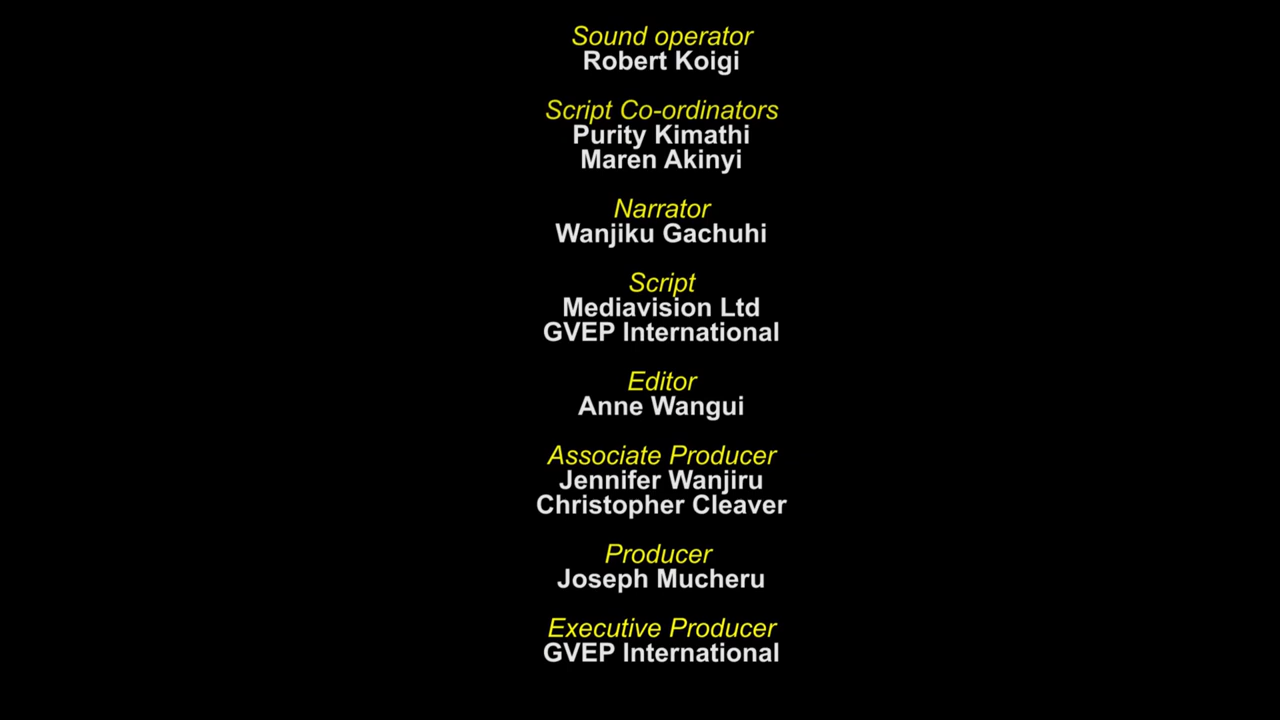 Sound operator
Robert Koigi
Script Co-ordinators
Purity Kimathi
Maren Akinyi
Narrator
Wanjiku Gachuhi
Script
Mediavision Ltd
GVEP International
Editor
Anne Wangui
Associate Producer
Jennifer Wanjiru
Christopher Cleaver
Producer
Joseph Mucheru
Executive Producer
GVEP International